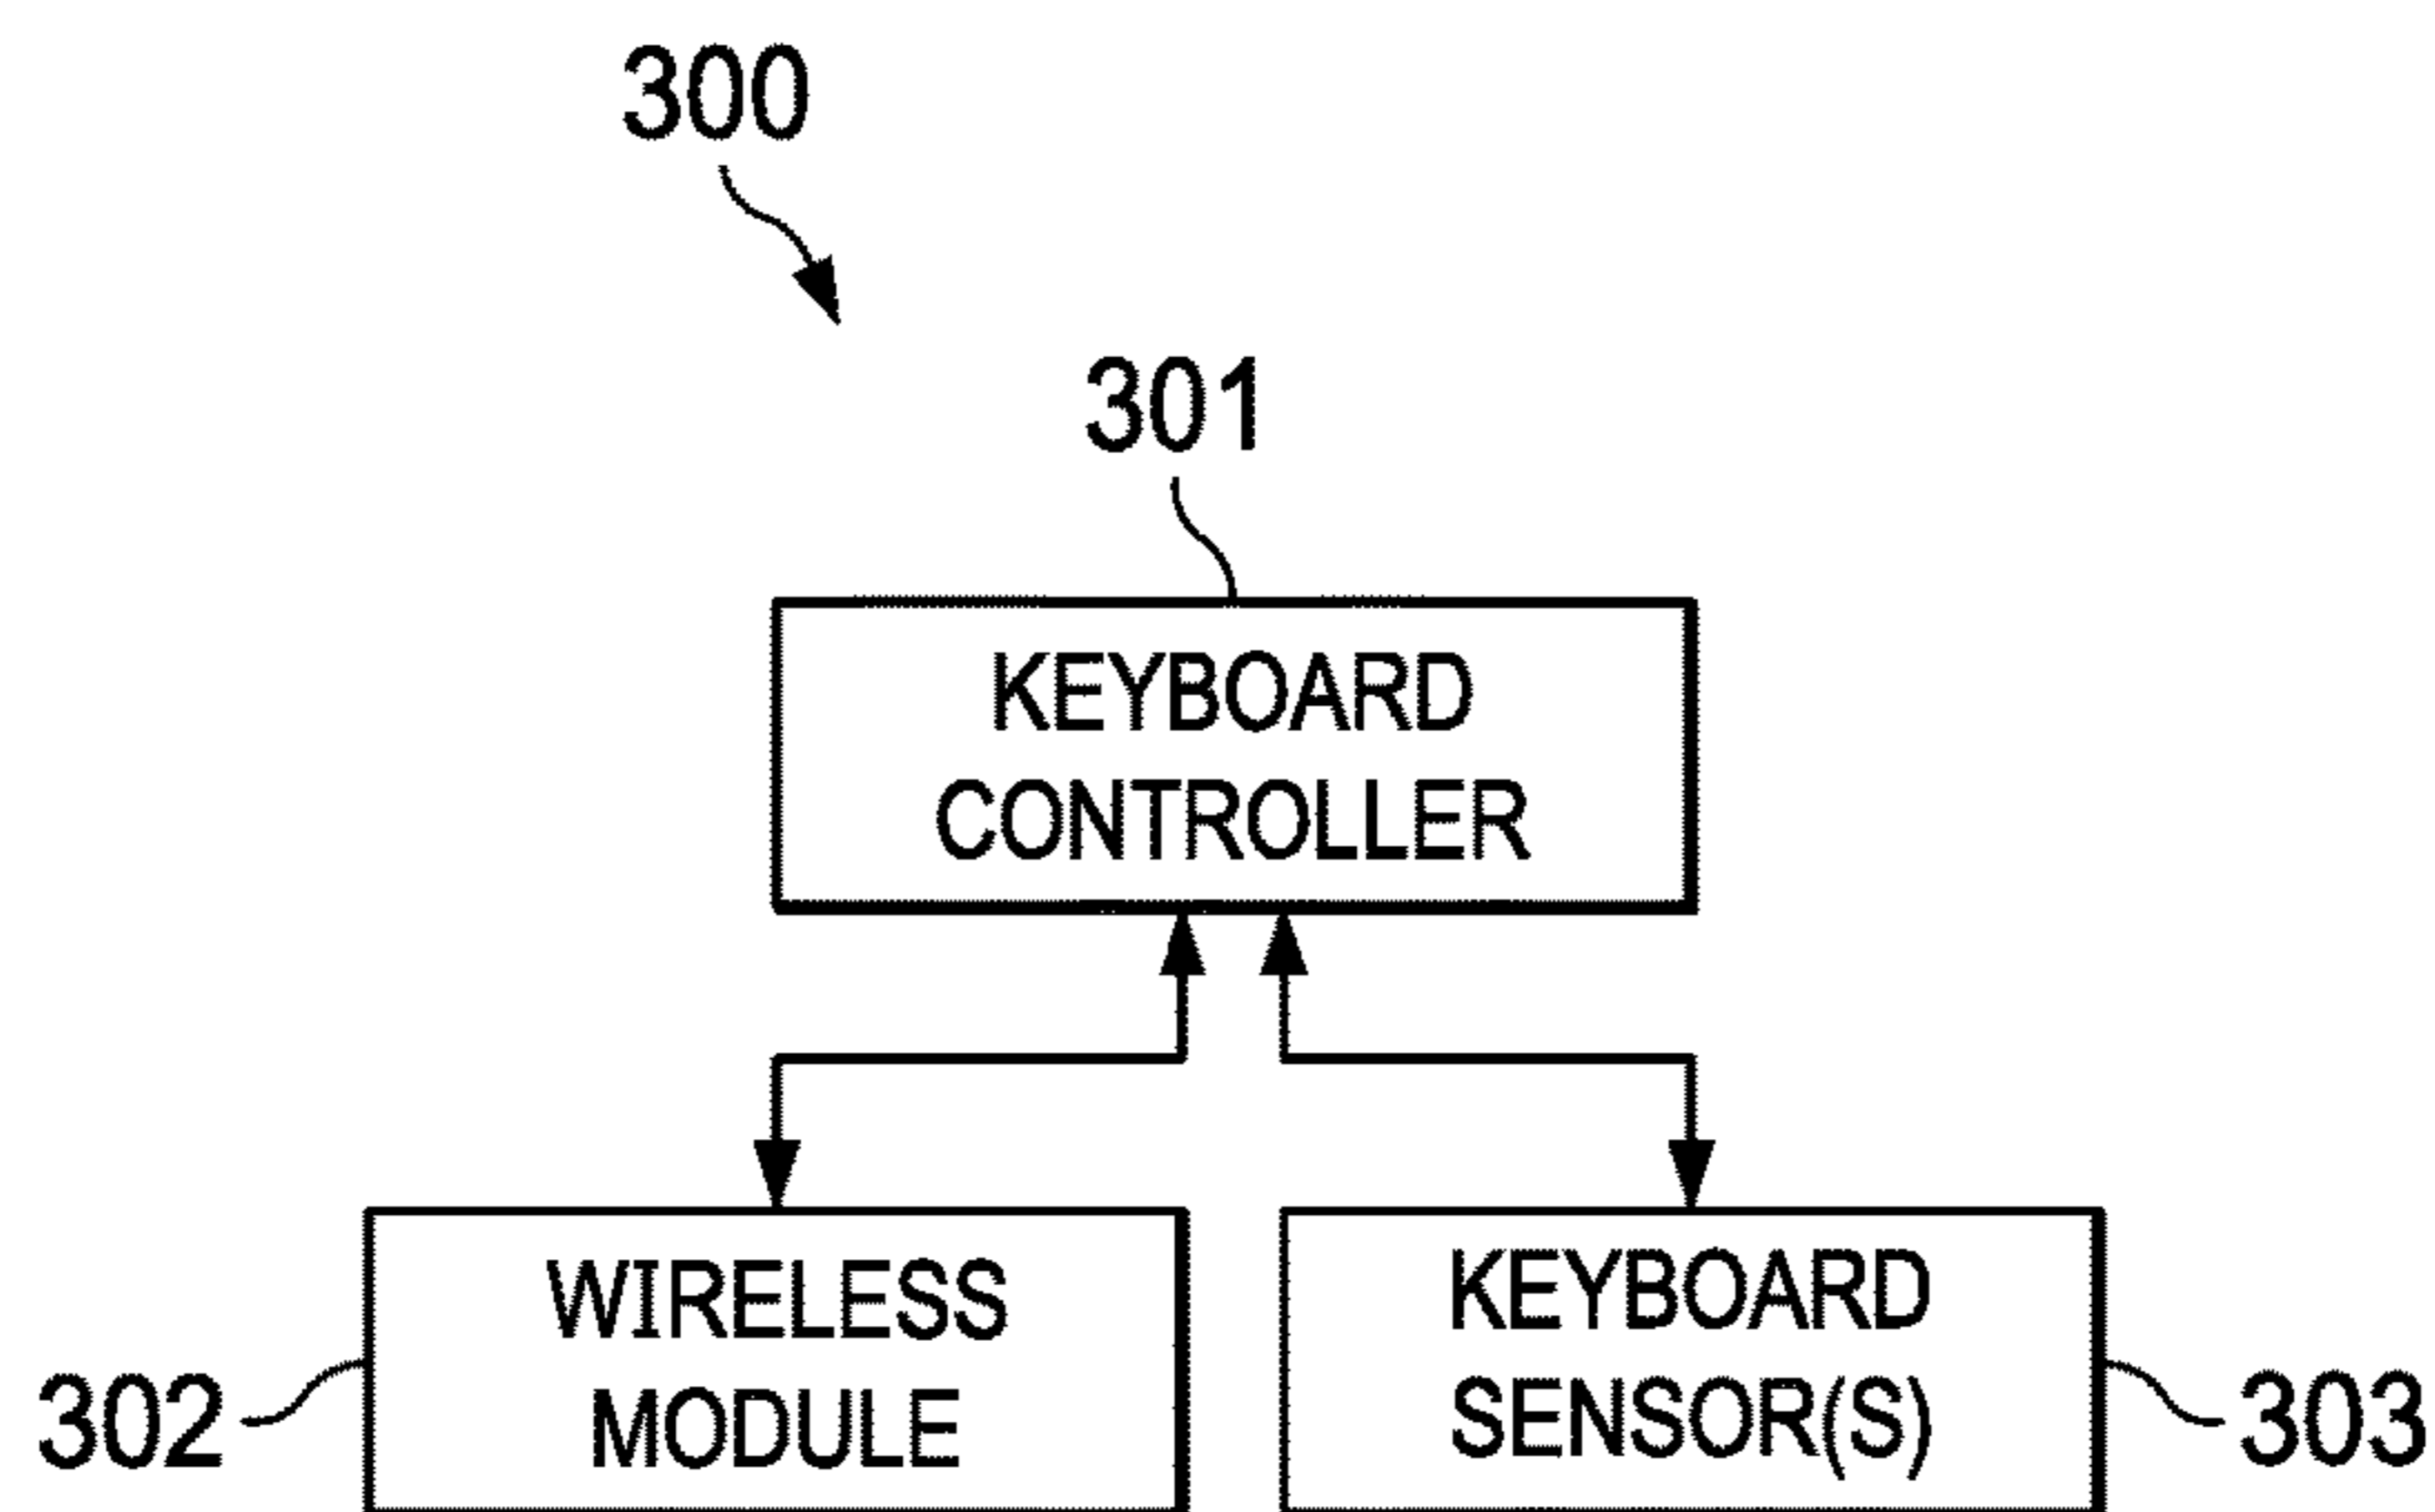 300
301
KEYBOARD
CONTROLLER
WIRELESS
MODULE
302
KEYBOARD
SENSOR(S)
303